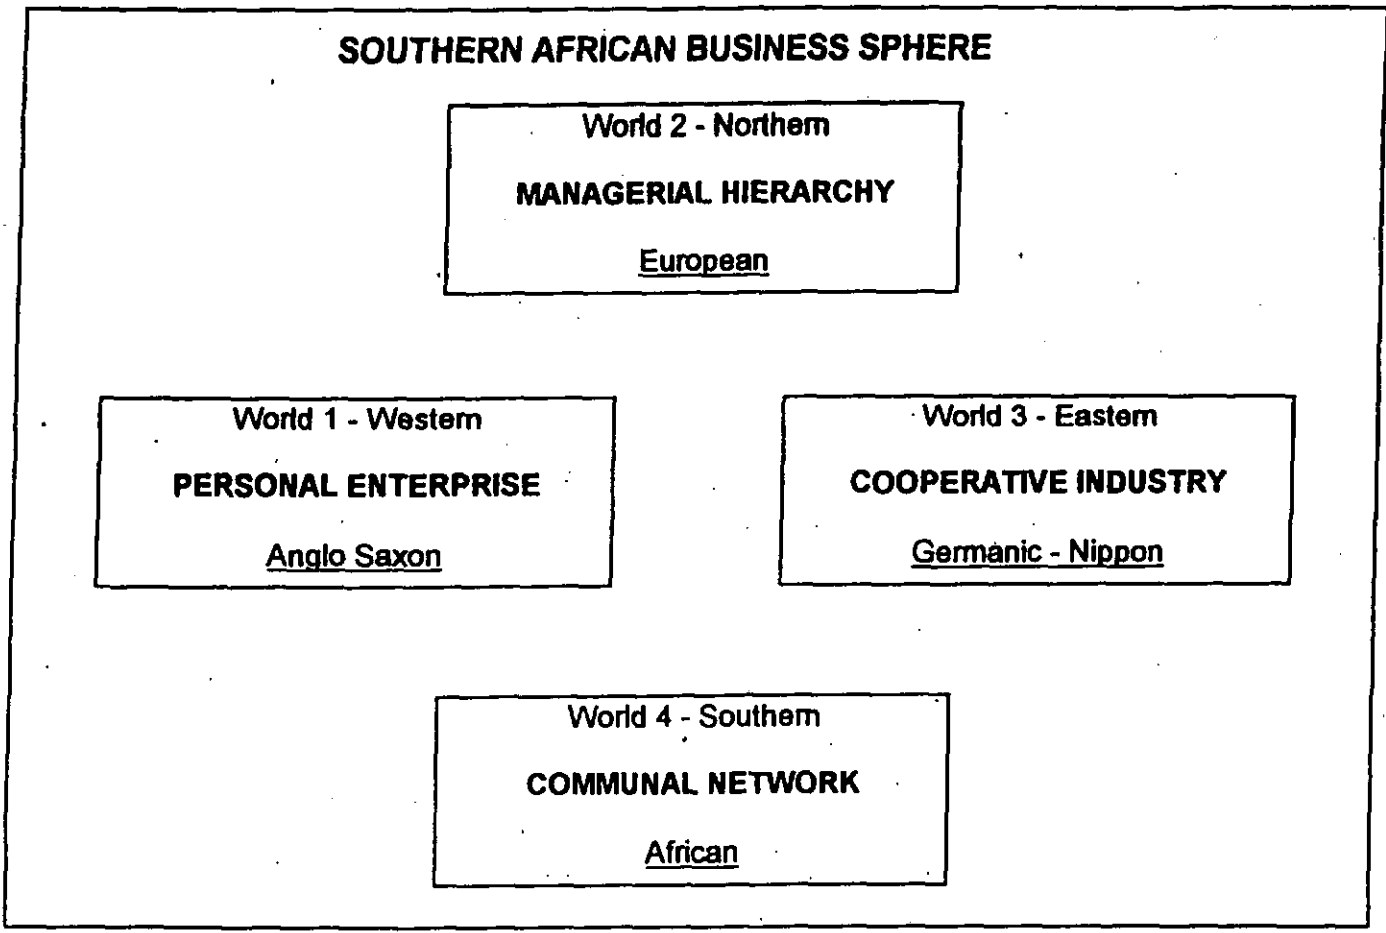 SOUTHERN AFRICAN BUSINESS SPHERE
World 2 - Northern
MANAGERIAL HIERARCHY
European
World 1 - Western
PERSONAL ENTERPRISE
Anglo Saxon
World 3 - Eastern
COOPERATIVE INDUSTRY
Germanic - Nippon
World 4 - Southern
COMMUNAL NETWORK
African